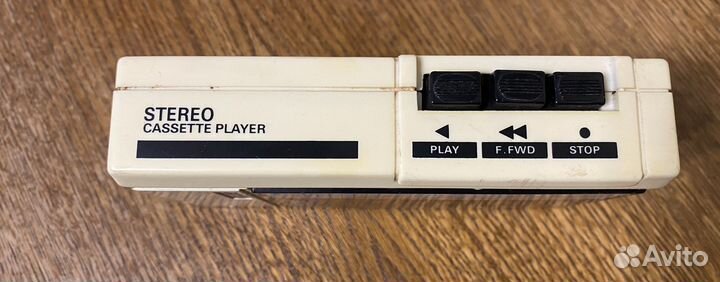 STEREO
CASSETTE PLAYER
PLAY F.FWD STOP
Avito